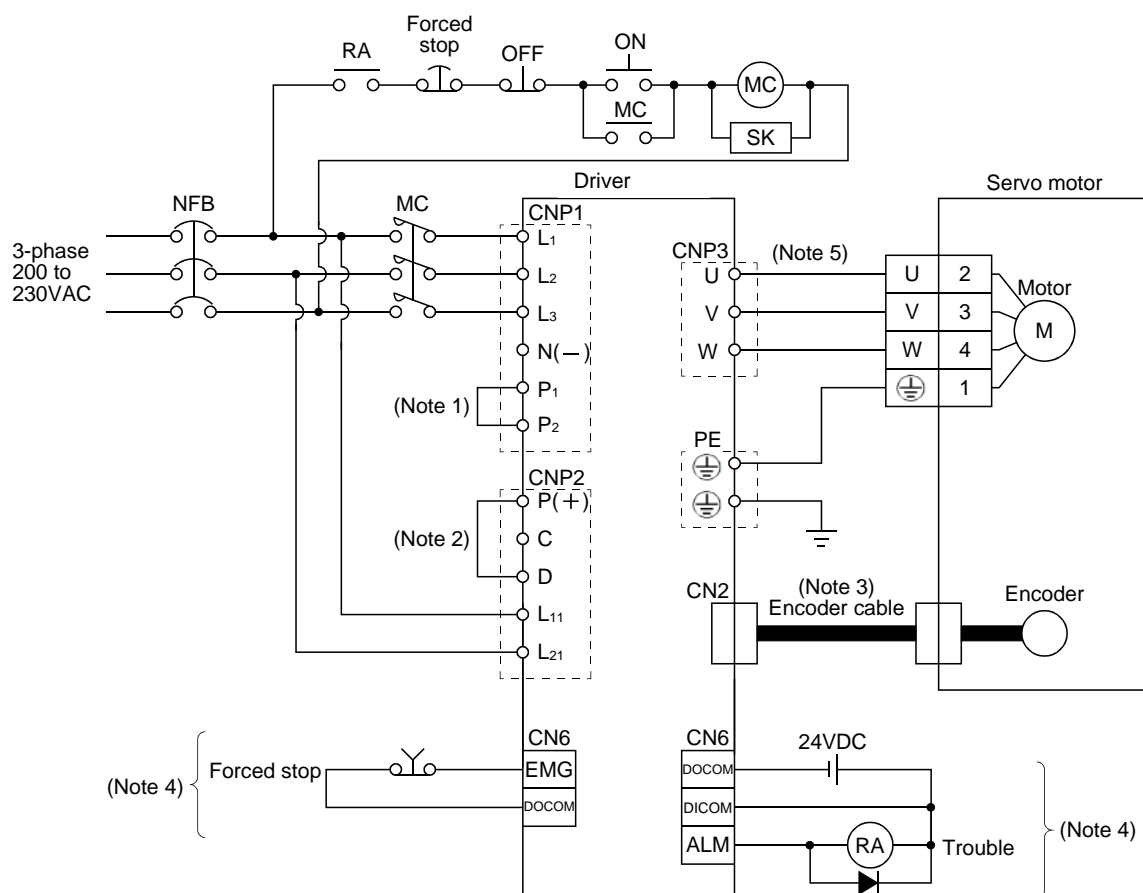 Forced
stop
RA
OFF
ON
MC
MC
SK
Driver
Servo motor
NFB
MC
CNP1
3-phase
200 to
230VAC
L1
L2
L3
N(−)
P1
P2
(Note 1)
CNP3
U
V
W
(Note 5)
U 2
V 3
W 4
1
Motor
M
PE
CNP2
P(+)
C
D
L11
L21
(Note 2)
CN2
(Note 3)
Encoder cable
Encoder
(Note 4)
Forced stop
CN6
EMG
DOCOM
CN6
DOCOM
DICOM
ALM
24VDC
RA
Trouble
(Note 4)